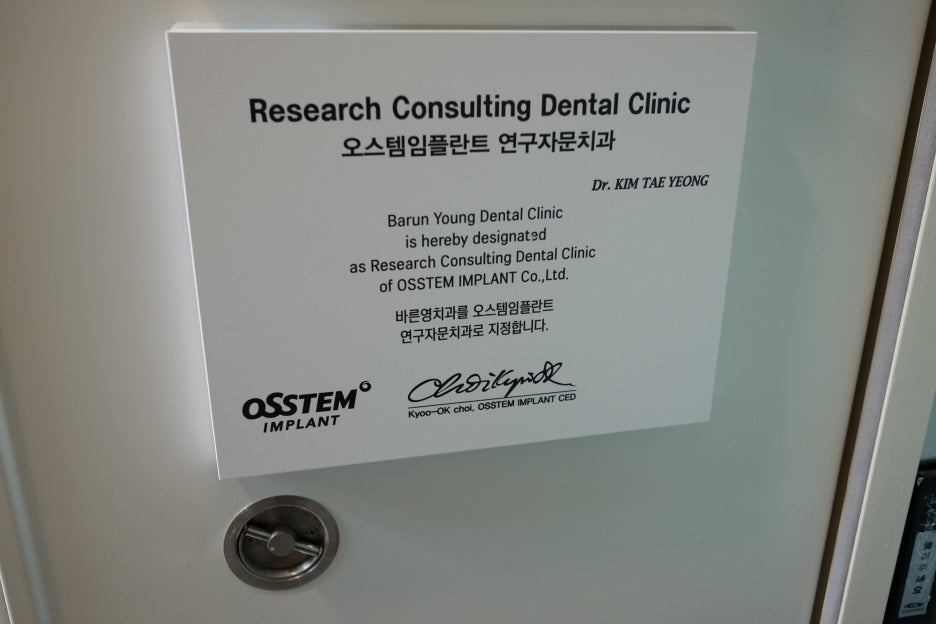 Research Consulting Dental Clinic
오스템임플란트 연구자문치과
Dr. KIM TAE YEONG
Barun Young Dental Clinic
is hereby designated
as Research Consulting Dental Clinic
of OSSTEM IMPLANT Co.,Ltd.
바른영치과를 오스템임플란트
연구자문치과로 지정합니다.
OSSTEM
IMPLANT
Kyoo-OK choi. OSSTEM IMPLANT CEO